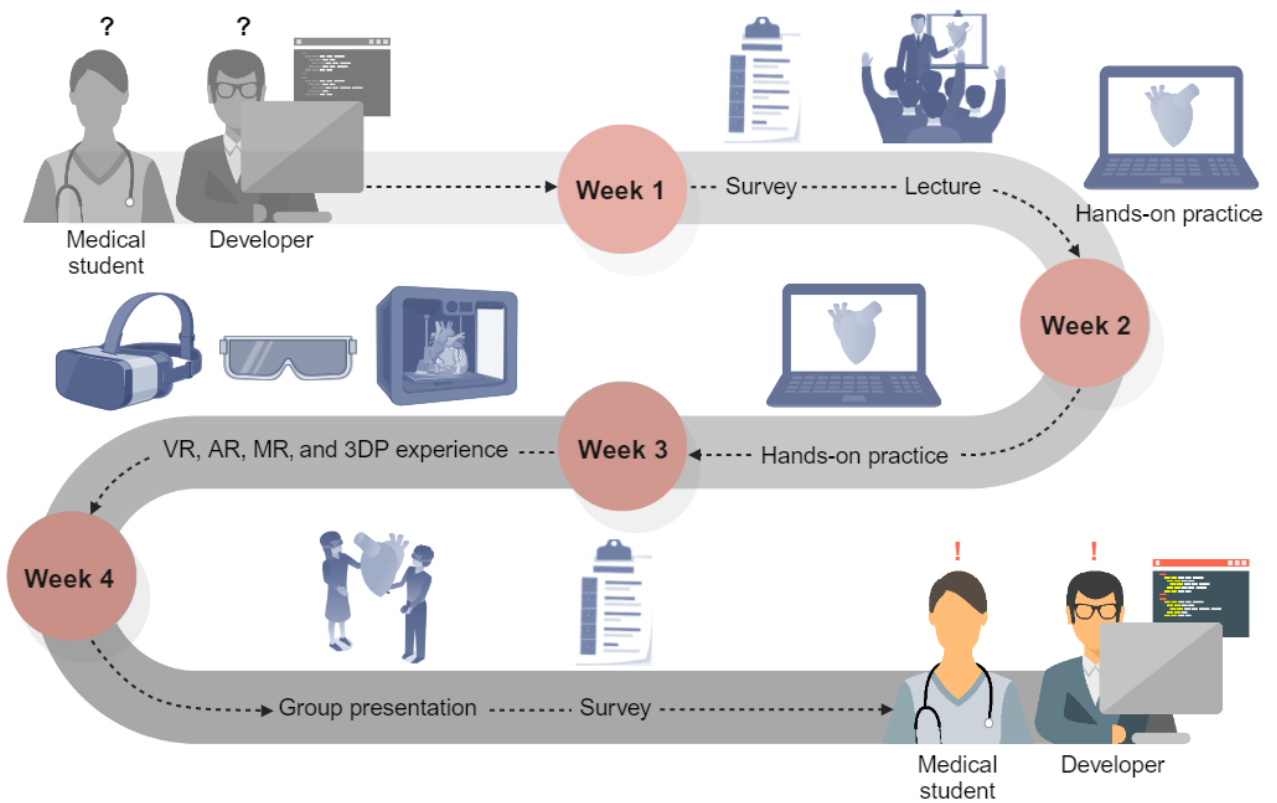 ?
?
Medical
student
Developer
Week 1
Survey
Lecture
Hands-on practice
Week 2
Hands-on practice
Week 3
VR, AR, MR, and 3DP experience
Week 4
Group presentation
Survey
!
!
Medical
student
Developer